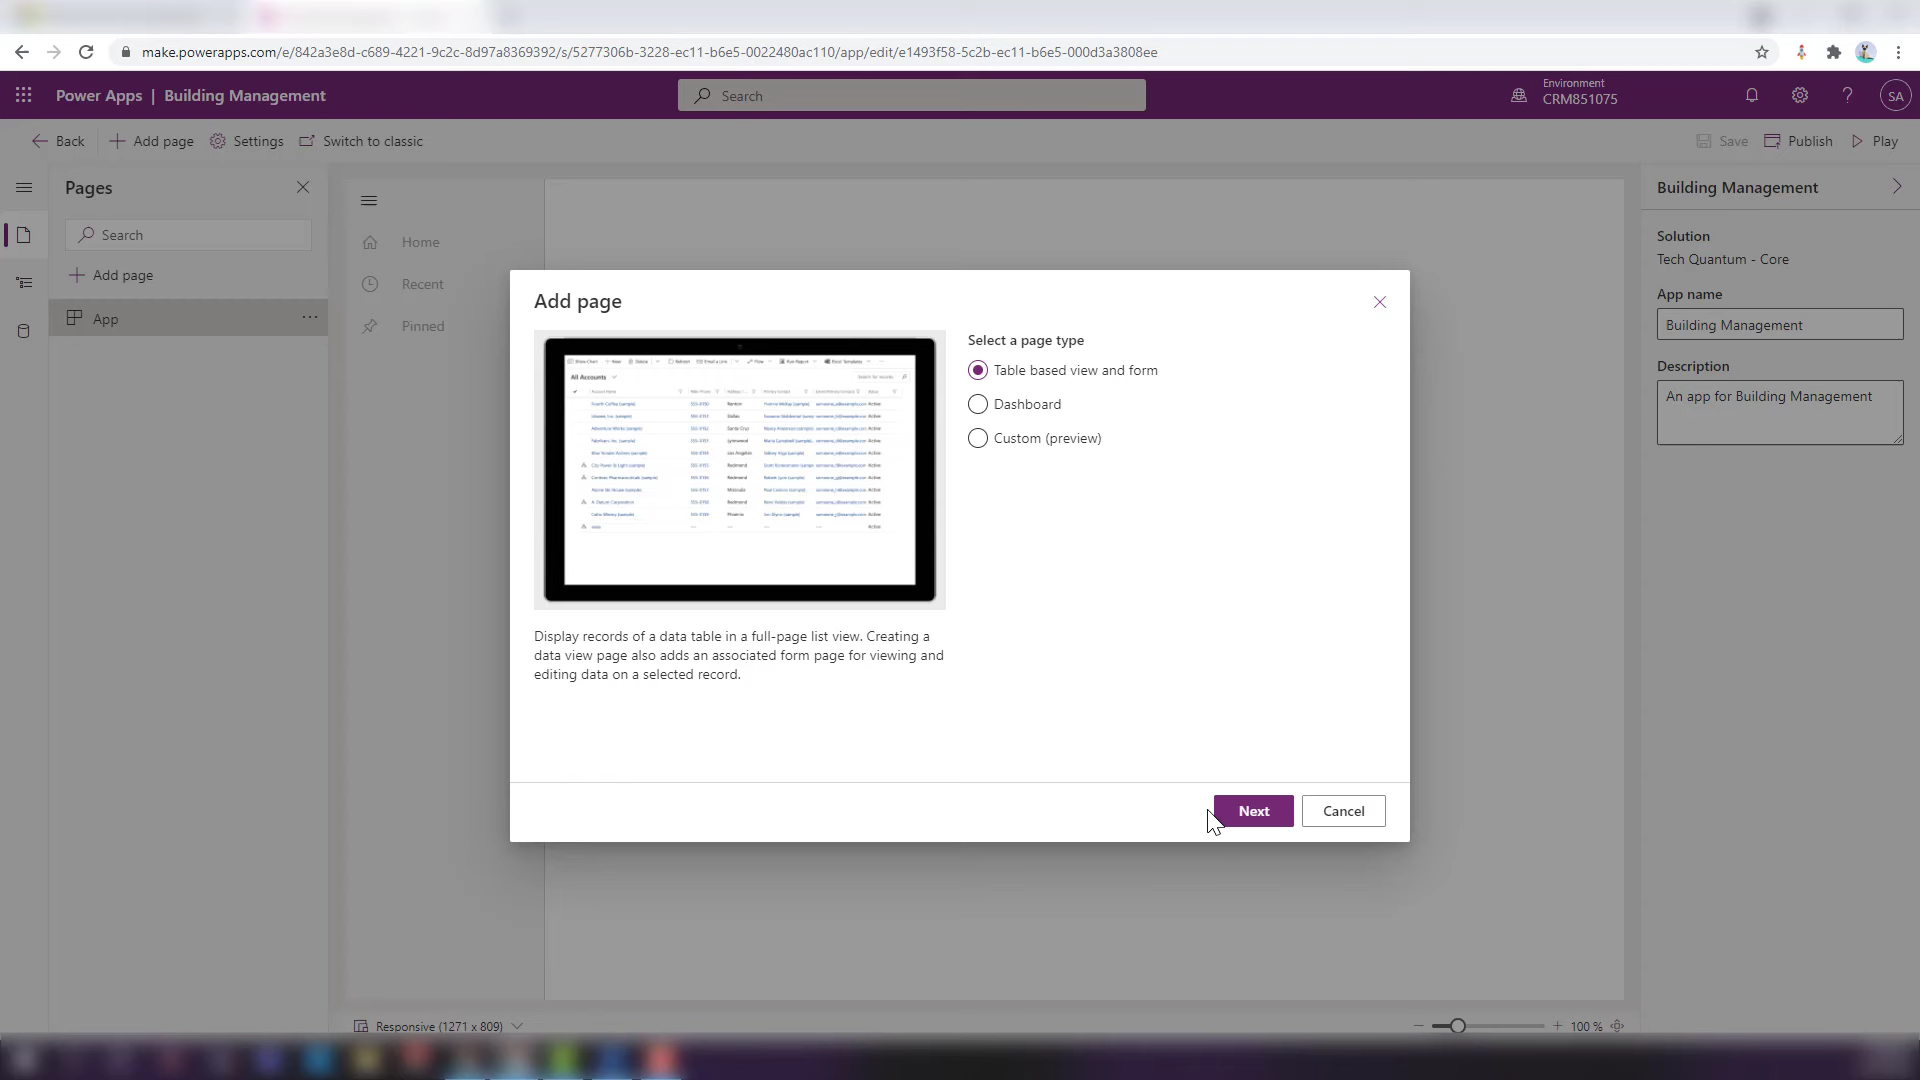 make.powerapps.com/e/842a3e8d-c689-4221-9c2c-8d97a8369392/s/5277306b-3228-ec11-b6e5-0022480ac110/app/edit/e1493f58-5c2b-ec11-b6e5-000d3a3808ee
Power Apps | Building Management
Search
Environment
CRM851075
SA
Back
Add page
Settings
Switch to classic
Save
Publish
Play
Pages
Search
Add page
App
Home
Recent
Pinned
Add page
All Accounts
Display records of a data table in a full-page list view. Creating a
data view page also adds an associated form page for viewing and
editing data on a selected record.
Select a page type
Table based view and form
Dashboard
Custom (preview)
Next
Cancel
Building Management
Solution
Tech Quantum - Core
App name
Building Management
Description
An app for Building Management
Responsive (1271 x 809)
100 %